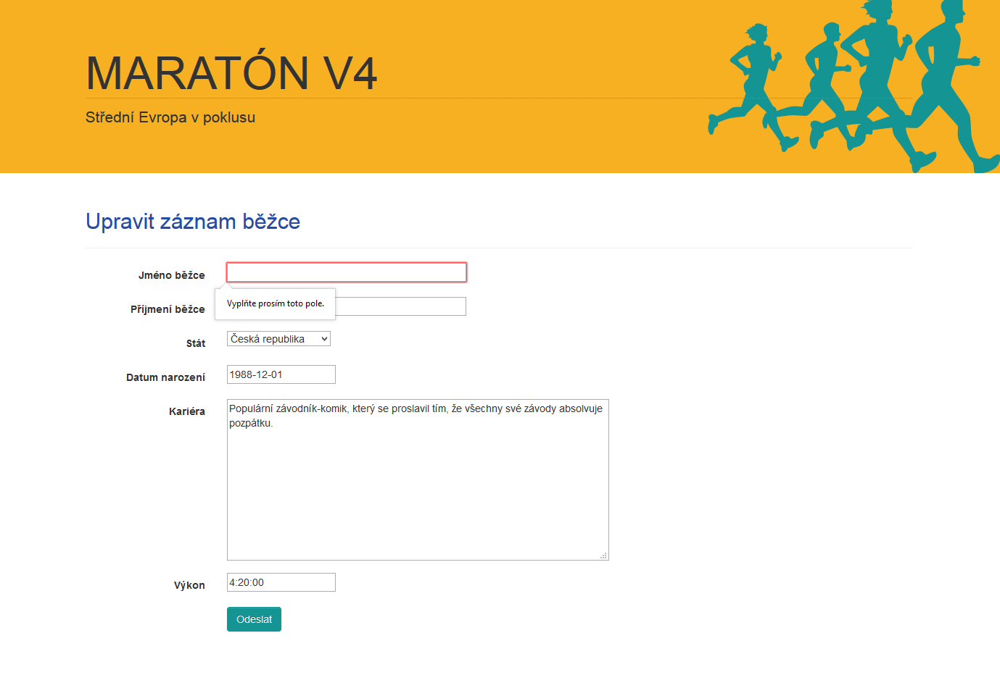 MARATÓN V4
Střední Evropa v poklusu
Upravit záznam běžce
Jméno běžce
Vyplňte prosím toto pole.
Příjmení běžce
Stát
Česká republika
Datum narození
1988-12-01
Kariéra
Populární závodník-komik, který se proslavil tím, že všechny své závody absolvuje
pozpátku.
Výkon
4:20:00
Odeslat